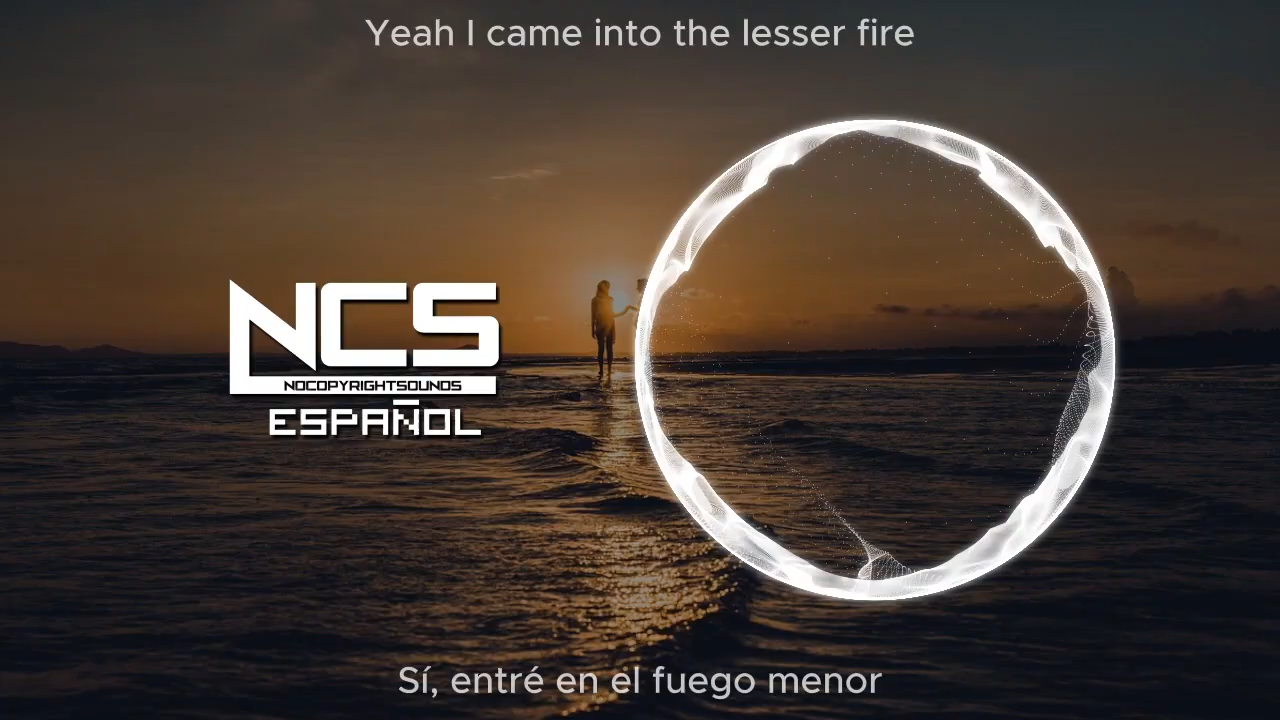 Yeah I came into the lesser fire
NCS
NOCOPYRIGHTSOUNDS
ESPAÑOL
Sí, entré en el fuego menor